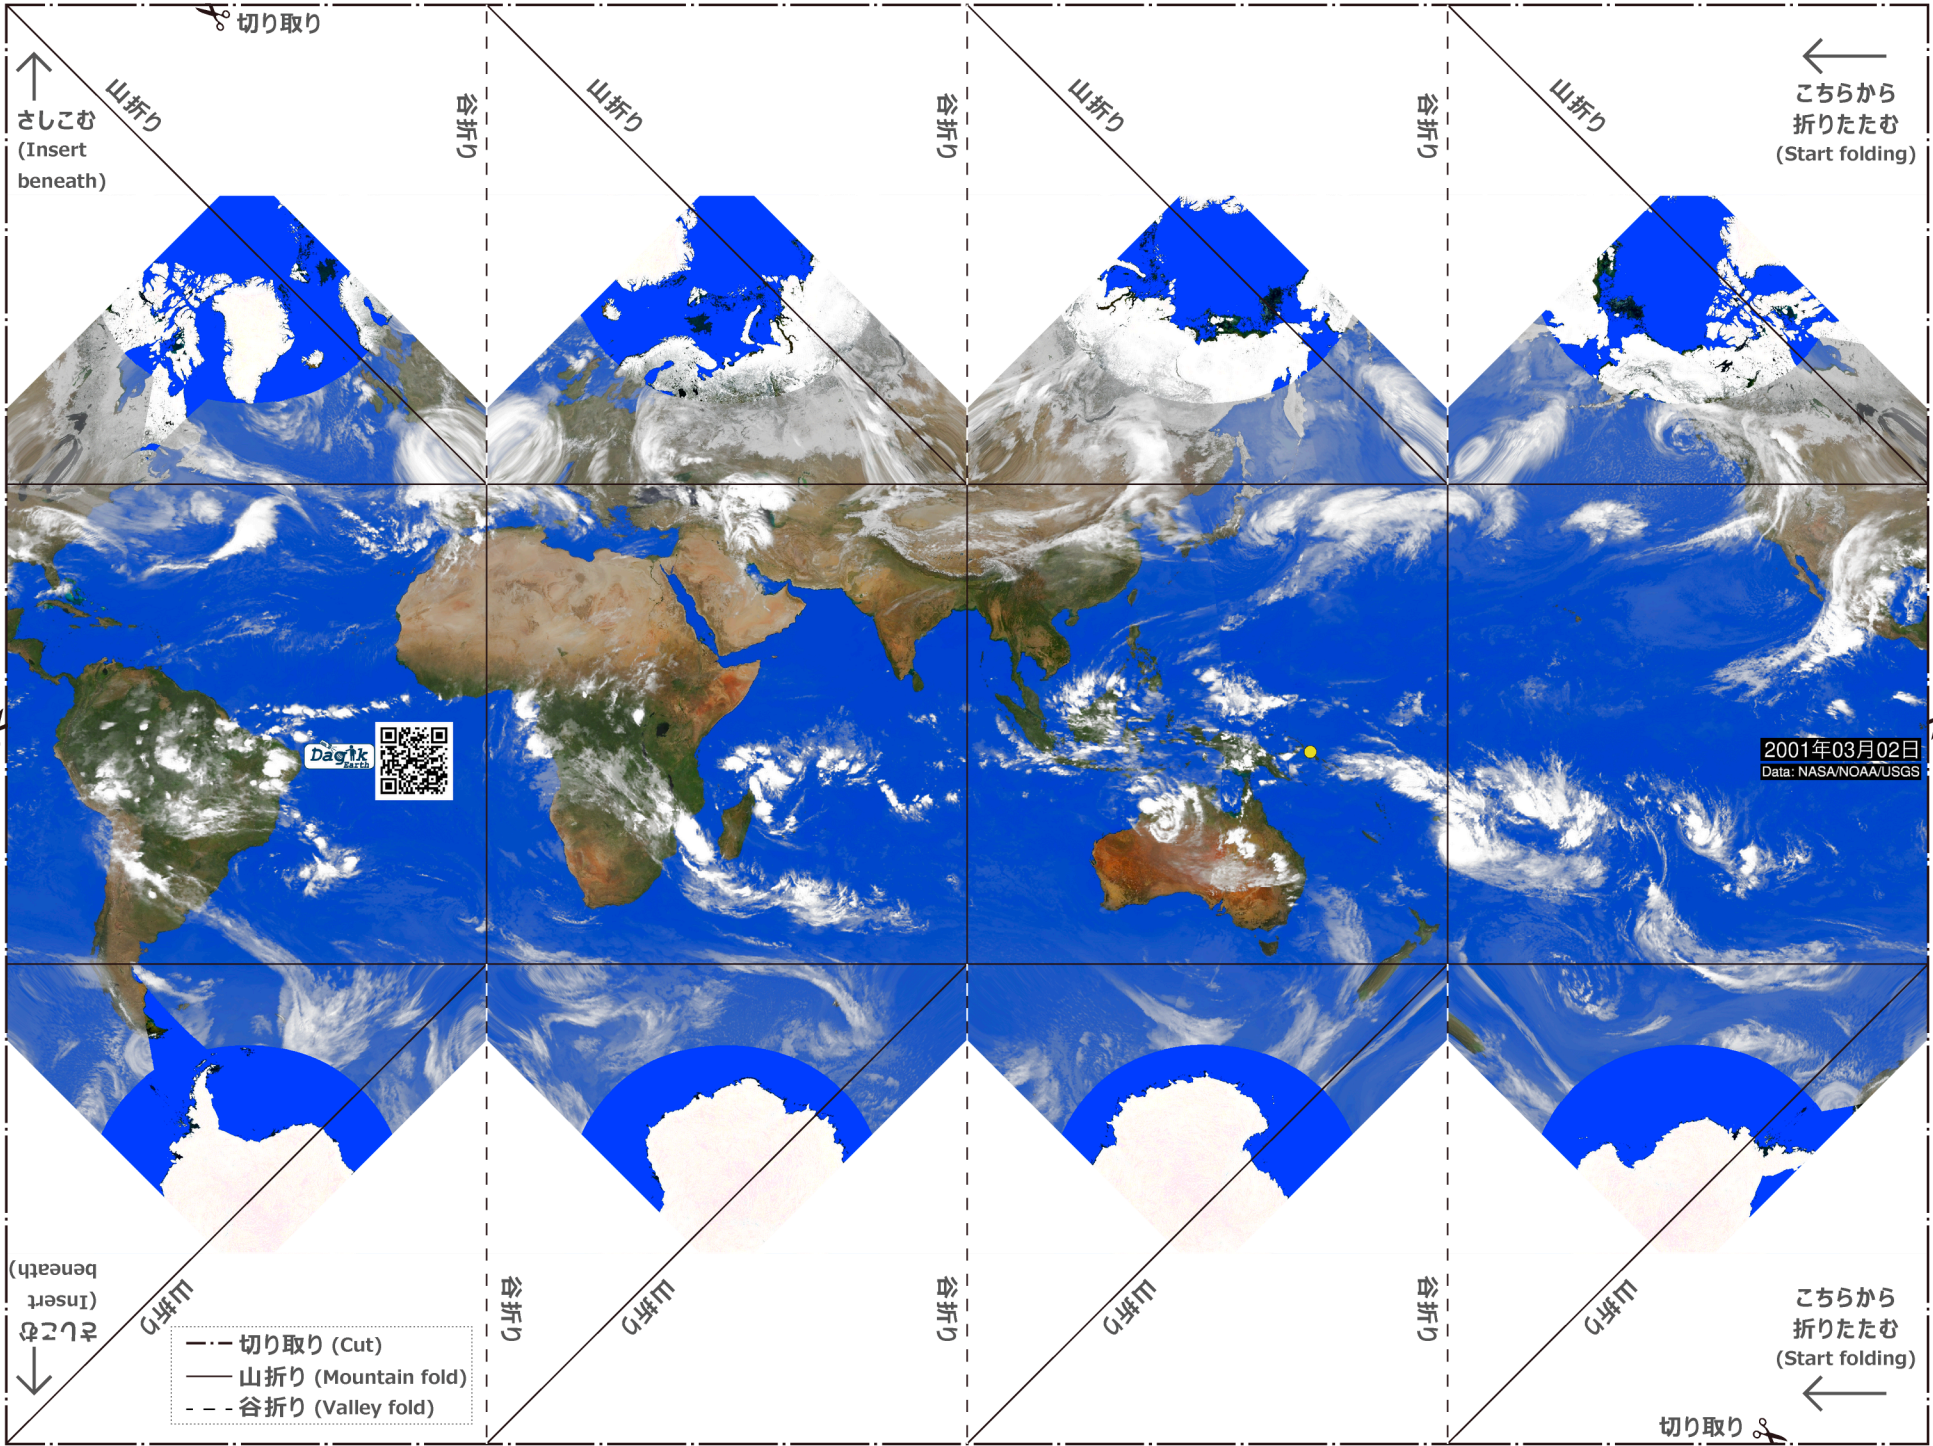 切り取り
さしこむ
(Insert
beneath)
山折り
谷折り
山折り
谷折り
山折り
谷折り
山折り
こちらから
折りたたむ
(Start folding)
Dagik
Earth
2001年03月02日
Data: NASA/NOAA/USGS
さしこむ
(Insert
beneath)
山折り
谷折り
山折り
谷折り
山折り
谷折り
山折り
こちらから
折りたたむ
(Start folding)
切り取り (Cut)
山折り (Mountain fold)
谷折り (Valley fold)
切り取り